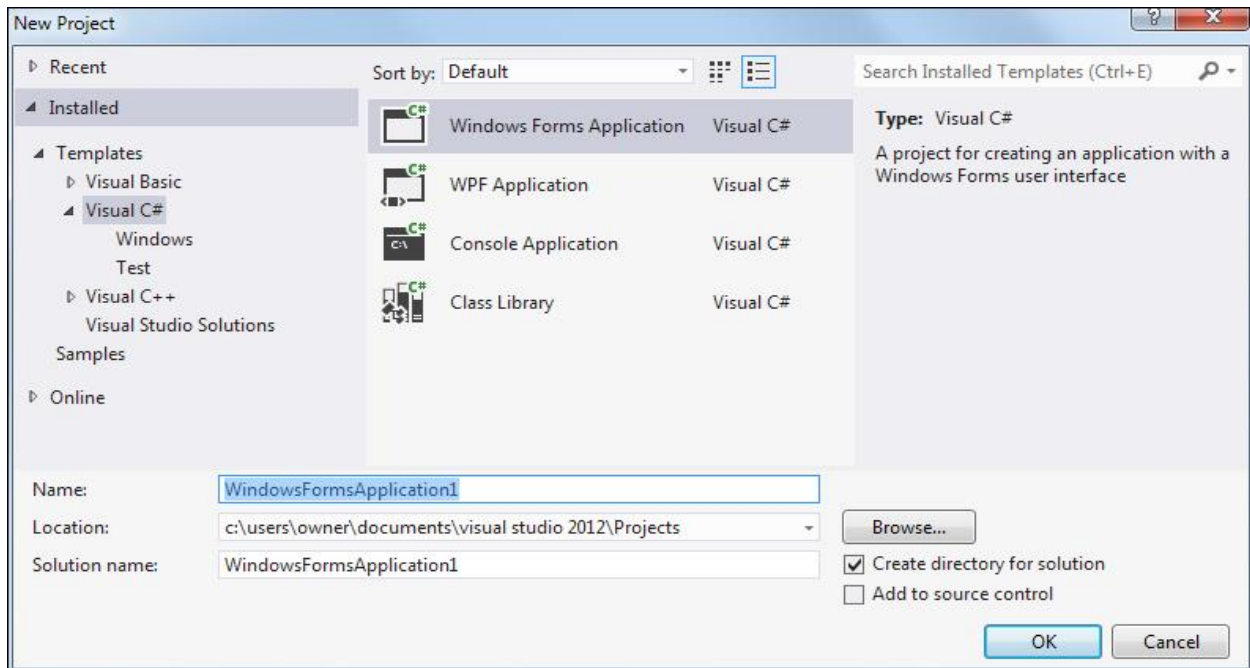 New Project
Recent
Installed
Templates
Visual Basic
Visual C#
Windows
Test
Visual C++
Visual Studio Solutions
Samples
Online
Sort by: Default
C# Windows Forms Application Visual C#
C# WPF Application Visual C#
C# C:\ Console Application Visual C#
C# Class Library Visual C#
Search Installed Templates (Ctrl+E)
Type: Visual C#
A project for creating an application with a
Windows Forms user interface
Name: WindowsFormsApplication1
Location: c:\users\owner\documents\visual studio 2012\Projects
Browse...
Solution name: WindowsFormsApplication1
Create directory for solution
Add to source control
OK Cancel